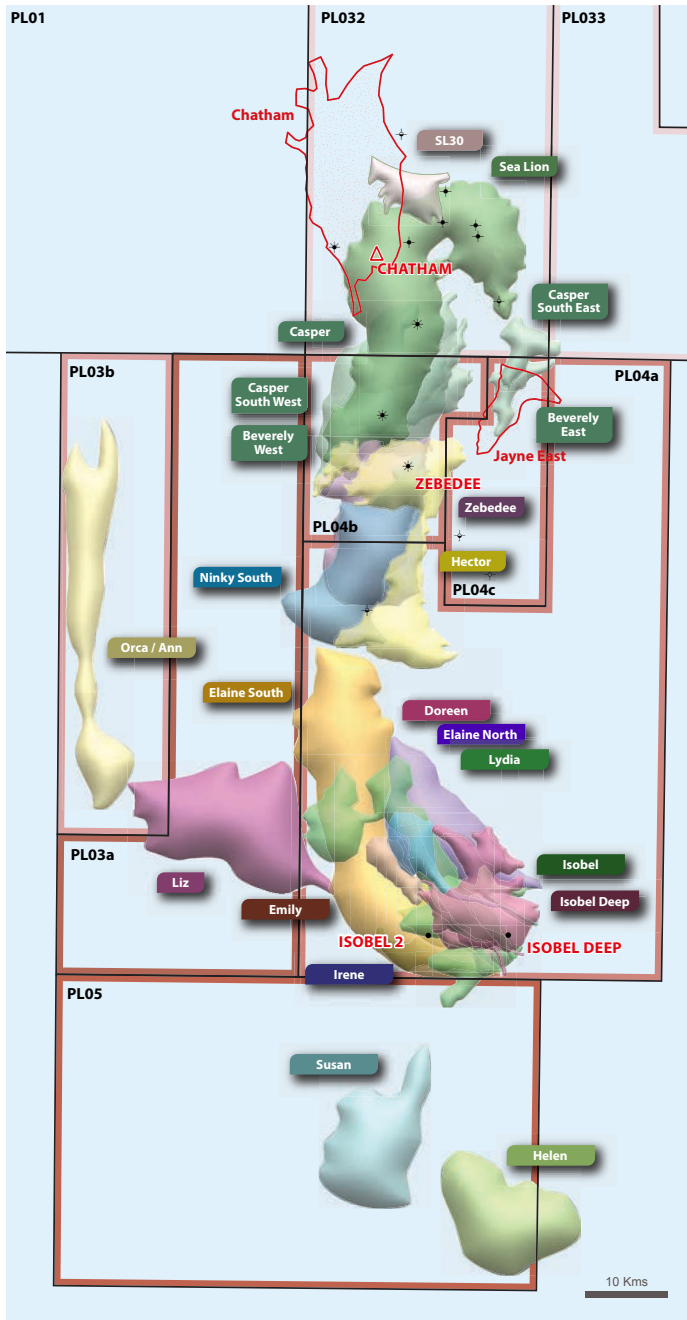 PL01
PL032
PL033
Chatham
SL30
Sea Lion
CHATHAM
Casper
South East
Casper
PL03b
PL04a
Casper
South West
Beverely
East
Beverely
West
Jayne East
ZEBEDEE
Zebedee
PL04b
Hector
Ninky South
PL04c
Orca / Ann
Elaine South
Doreen
Elaine North
Lydia
PL03a
Isobel
Liz
Isobel Deep
Emily
ISOBEL 2
ISOBEL DEEP
Irene
PL05
Susan
Helen
10 Kms